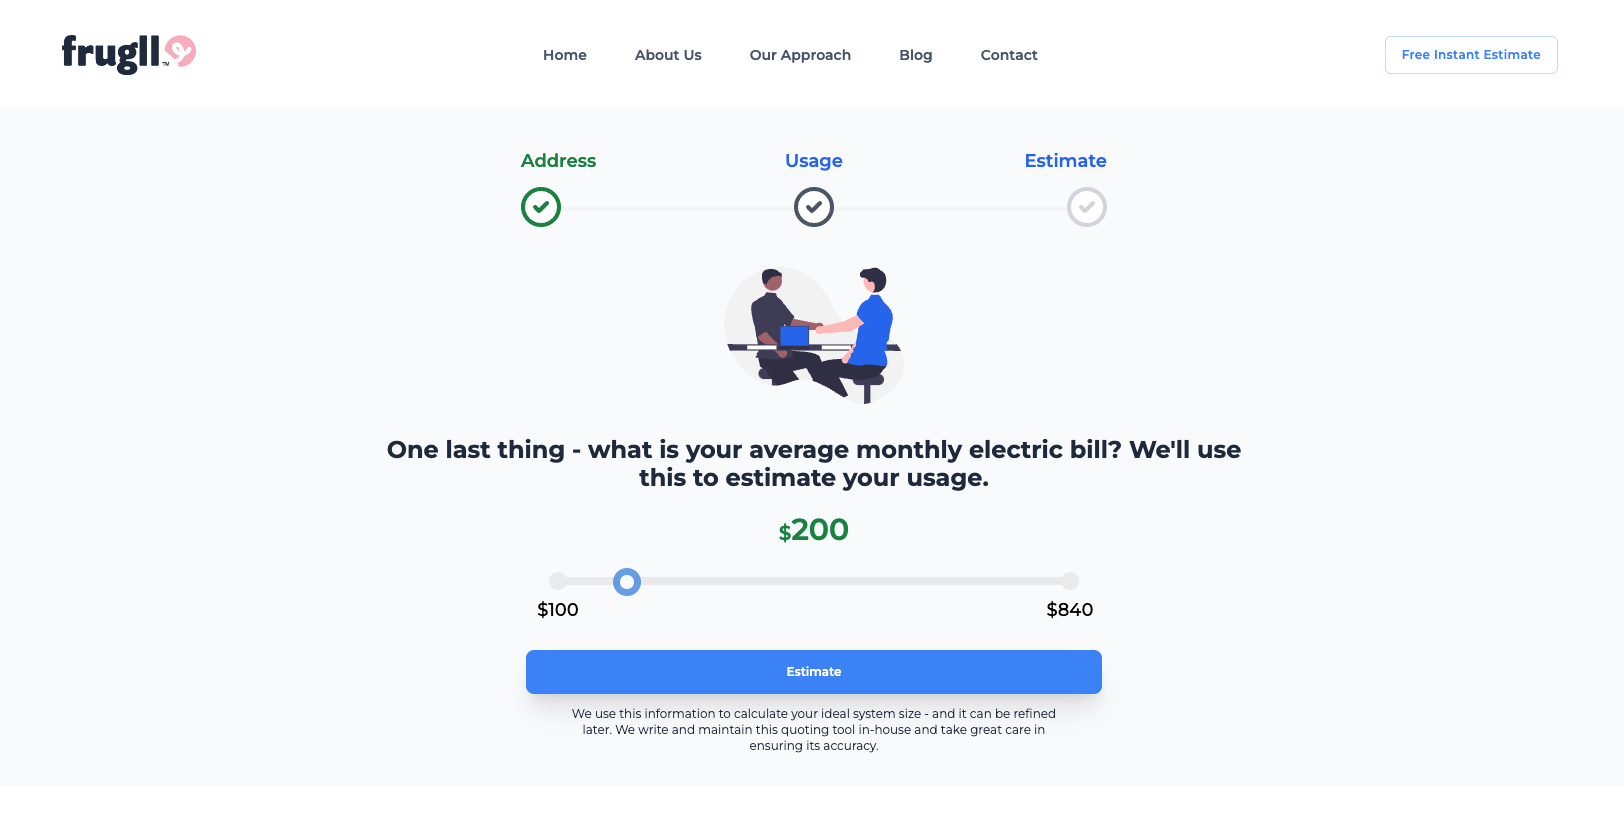 frugll™
Home
About Us
Our Approach
Blog
Contact
Free Instant Estimate
Address
Usage
Estimate
One last thing - what is your average monthly electric bill? We'll use
this to estimate your usage.
$200
$100
$840
Estimate
We use this information to calculate your ideal system size - and it can be refined
later. We write and maintain this quoting tool in-house and take great care in
ensuring its accuracy.